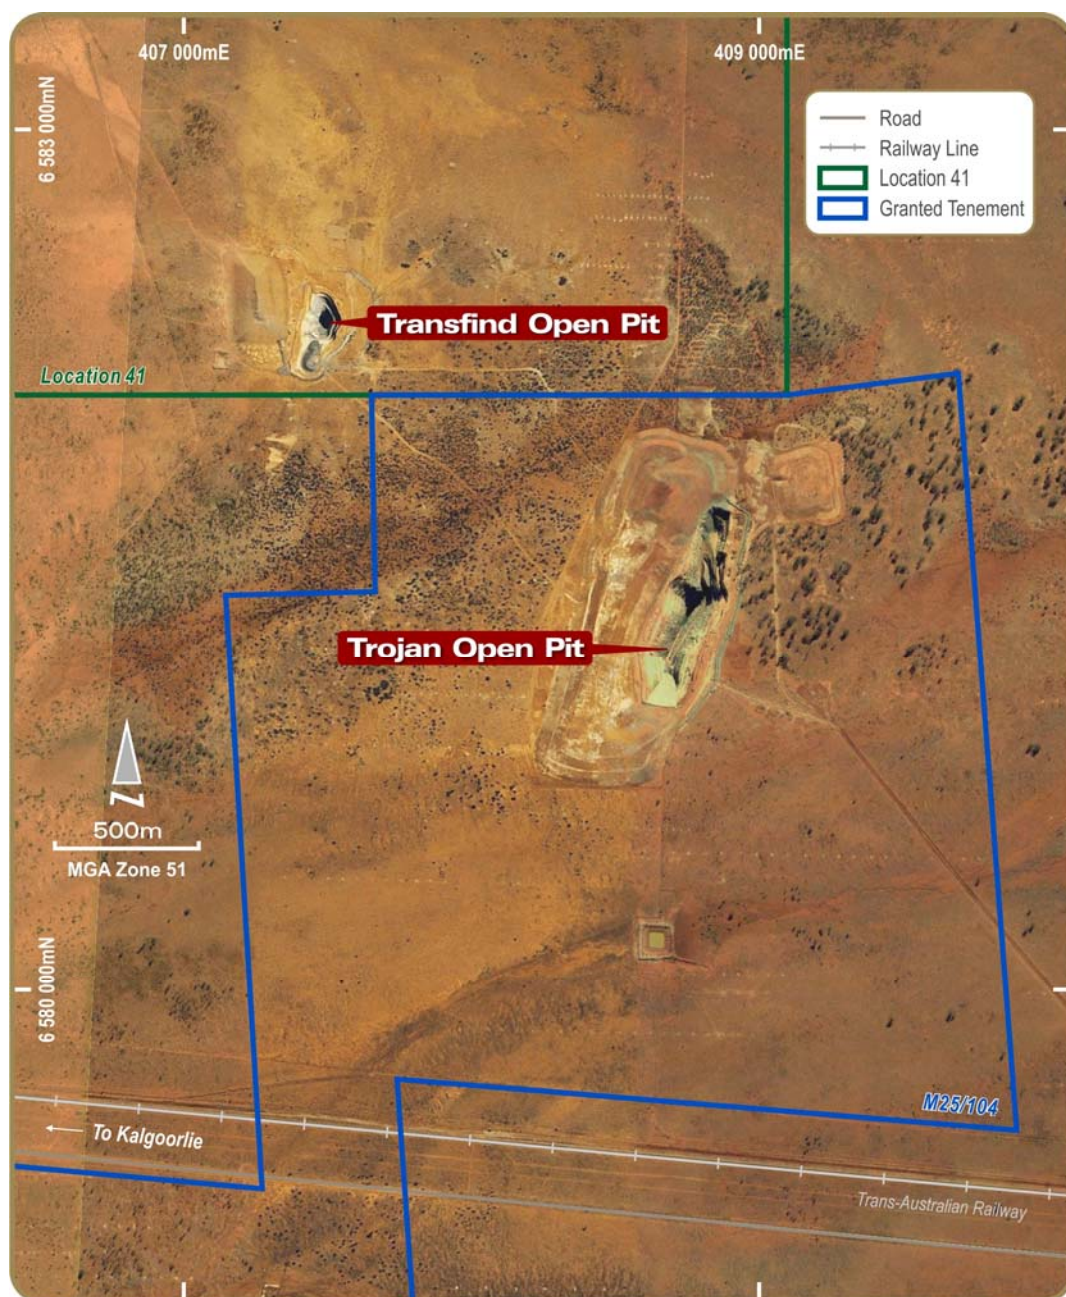 407 000mE
409 000mE
6 583 000mN
Road
Railway Line
Location 41
Granted Tenement
Transfind Open Pit
Location 41
Trojan Open Pit
N
500m
MGA Zone 51
6 580 000mN
M25/104
To Kalgoorlie
Trans-Australian Railway